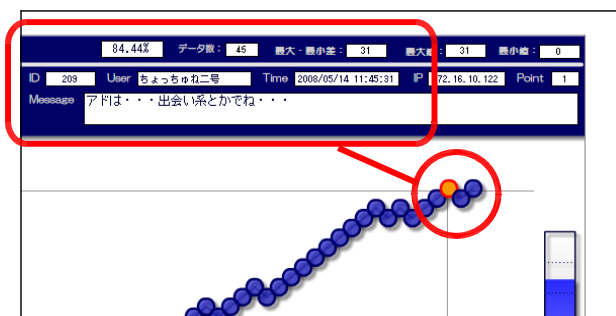 84.44% データ数： 45 最大・最小差： 31 最大値： 31 最小値： 0
ID 209 User ちょっちゅね二号 Time 2008/05/14 11:45:31 IP 72.16.10.122 Point 1
Message アドは・・・出会い系とかでね・・・